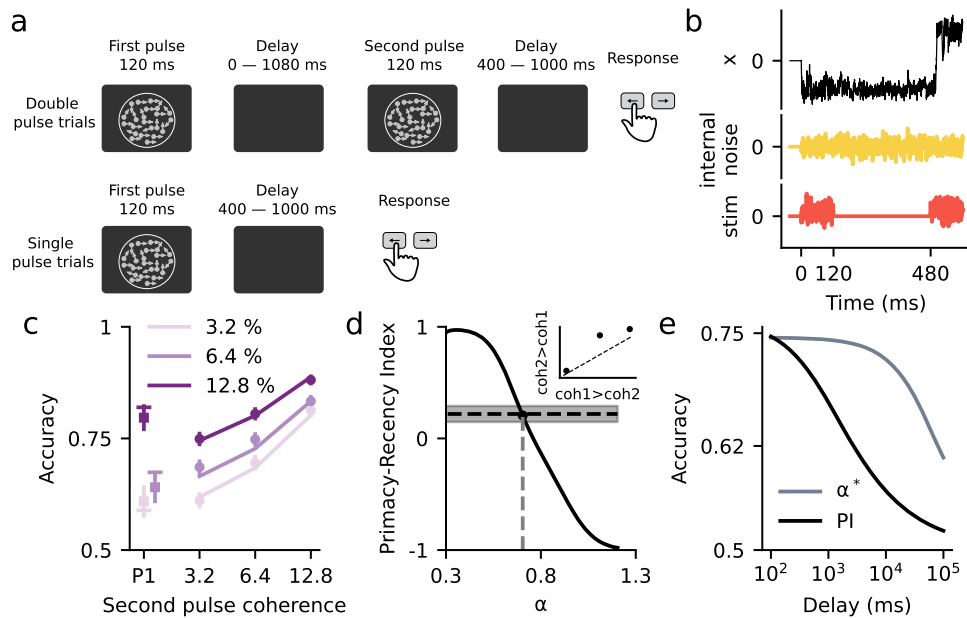 a
First pulse
120 ms
Delay
0 — 1080 ms
Second pulse
120 ms
Delay
400 — 1000 ms
Response
Double
pulse trials
First pulse
120 ms
Delay
400 — 1000 ms
Response
Single
pulse trials
b
x
0
internal
noise
0
stim
0
0 120 480
Time (ms)
c
3.2 %
6.4 %
12.8 %
Accuracy
1
0.75
0.5
P1 3.2 6.4 12.8
Second pulse coherence
d
Primacy-Recency Index
1
0
-1
0.3 0.8 1.3
α
coh2>coh1
coh1>coh2
e
Accuracy
0.75
0.62
0.5
α*
PI
10² 10³ 10⁴ 10⁵
Delay (ms)